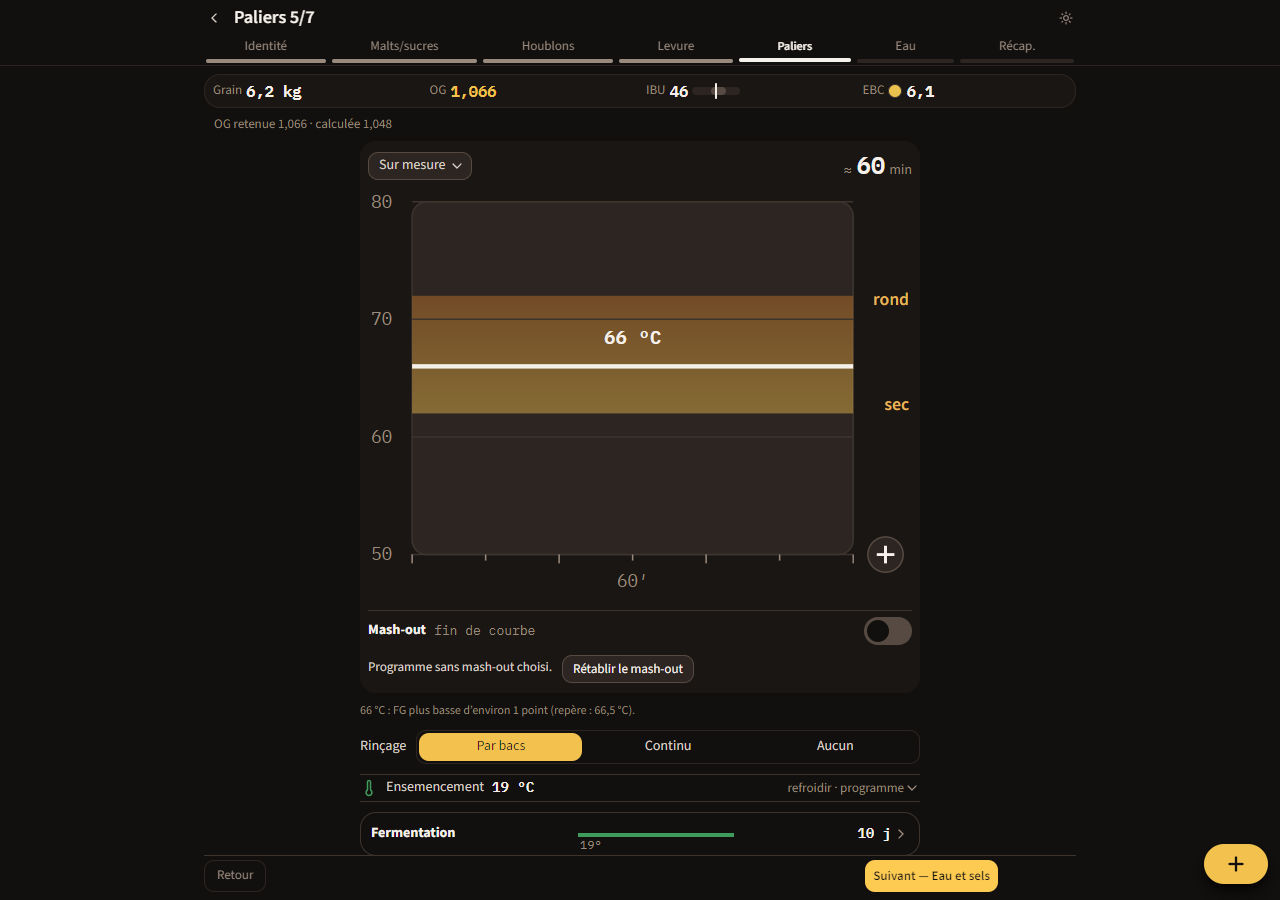 Paliers 5/7
Identité Malts/sucres Houblons Levure Paliers Eau Récap.
Grain 6,2 kg OG 1,066 IBU 46 EBC 6,1
OG retenue 1,066 · calculée 1,048
Sur mesure ≈ 60 min
80
rond
70
66 °C
sec
60
50
60′
Mash-out fin de courbe
Programme sans mash-out choisi. Rétablir le mash-out
66 °C : FG plus basse d’environ 1 point (repère : 66,5 °C).
Rinçage Par bacs Continu Aucun
Ensemencement 19 °C refroidir · programme
Fermentation 10 j
19°
Retour Suivant — Eau et sels